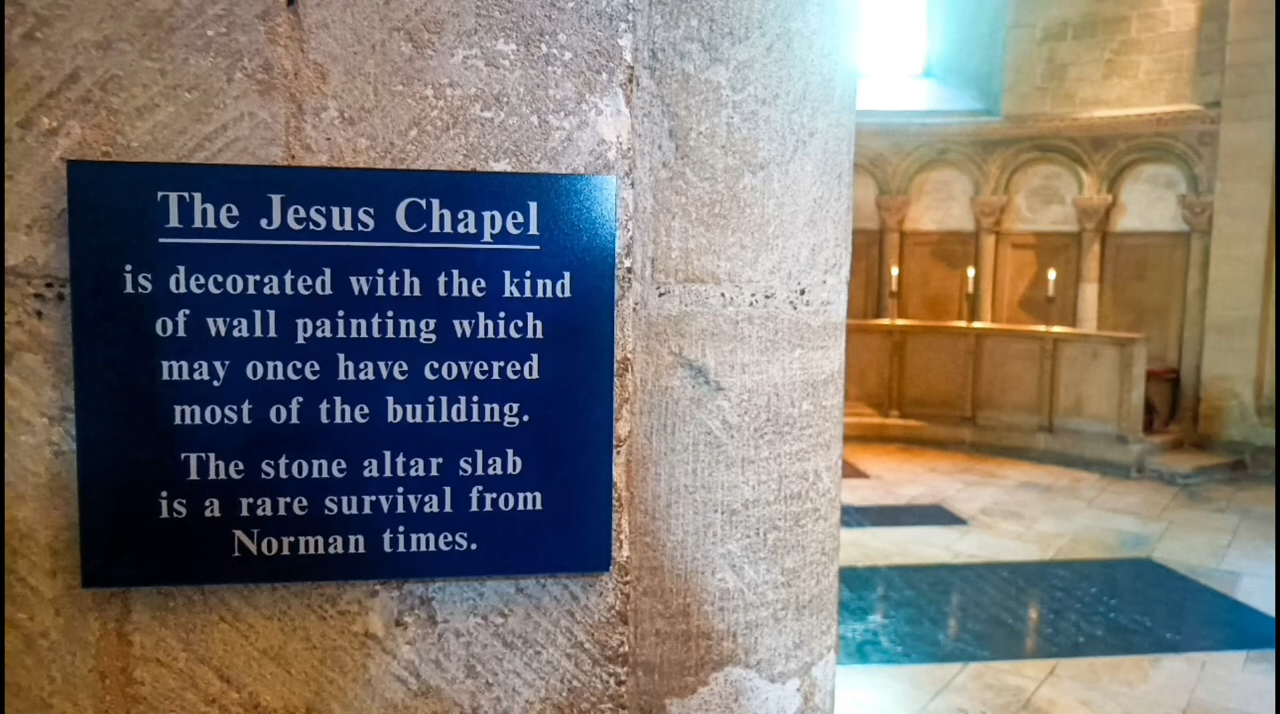 The Jesus Chapel
is decorated with the kind
of wall painting which
may once have covered
most of the building.
The stone altar slab
is a rare survival from
Norman times.